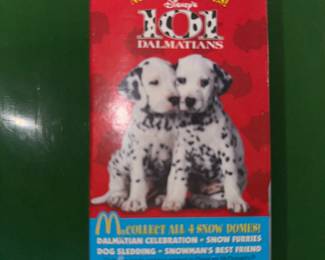 Disney's
101
DALMATIANS
COLLECT ALL 4 SNOW DOMES!
DALMATIAN CELEBRATION • SNOW FURRIES
DOG SLEDDING • SNOWMAN'S BEST FRIEND